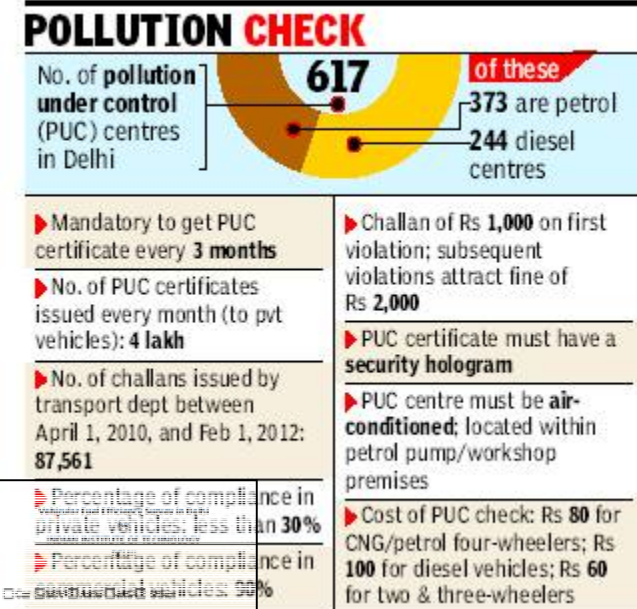 POLLUTION CHECK
No. of pollution
under control
(PUC) centres
in Delhi
617
of these
373 are petrol
244 diesel
centres
Mandatory to get PUC
certificate every 3 months
No. of PUC certificates
issued every month (to pvt
vehicles): 4 lakh
No. of challans issued by
transport dept between
April 1, 2010, and Feb 1, 2012:
87,561
Percentage of compliance in
private vehicles: less than 30%
Percentage of compliance in
commercial vehicles: 90%
Challan of Rs 1,000 on first
violation; subsequent
violations attract fine of
Rs 2,000
PUC certificate must have a
security hologram
PUC centre must be air-
conditioned; located within
petrol pump/workshop
premises
Cost of PUC check: Rs 80 for
CNG/petrol four-wheelers; Rs
100 for diesel vehicles; Rs 60
for two & three-wheelers